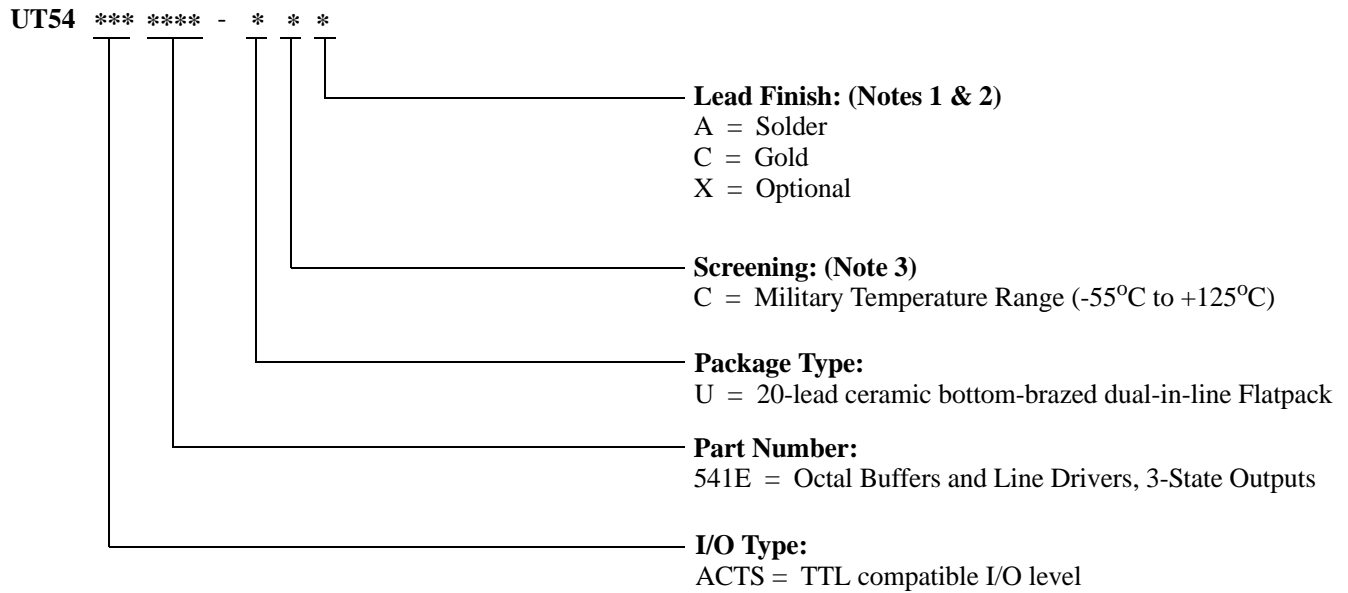 UT54 *** **** - * * *
Lead Finish: (Notes 1 & 2)
A = Solder
C = Gold
X = Optional
Screening: (Note 3)
C = Military Temperature Range (-55oC to +125oC)
Package Type:
U = 20-lead ceramic bottom-brazed dual-in-line Flatpack
Part Number:
541E = Octal Buffers and Line Drivers, 3-State Outputs
I/O Type:
ACTS = TTL compatible I/O level